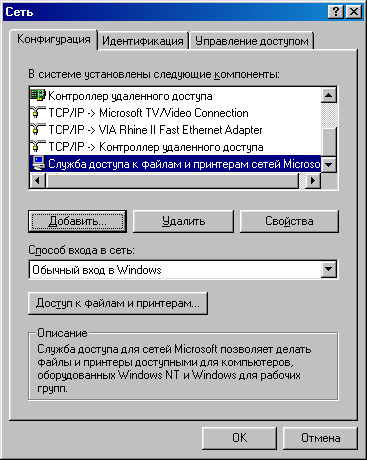 Сеть
Конфигурация Идентификация Управление доступом
В системе установлены следующие компоненты:
Контроллер удаленного доступа
TCP/IP -> Microsoft TV/Video Connection
TCP/IP -> VIA Rhine II Fast Ethernet Adapter
TCP/IP -> Контроллер удаленного доступа
Служба доступа к файлам и принтерам сетей Microso
Добавить... Удалить Свойства
Способ входа в сеть:
Обычный вход в Windows
Доступ к файлам и принтерам...
Описание
Служба доступа для сетей Microsoft позволяет делать
файлы и принтеры доступными для компьютеров,
оборудованных Windows NT и Windows для рабочих
групп.
OK Отмена